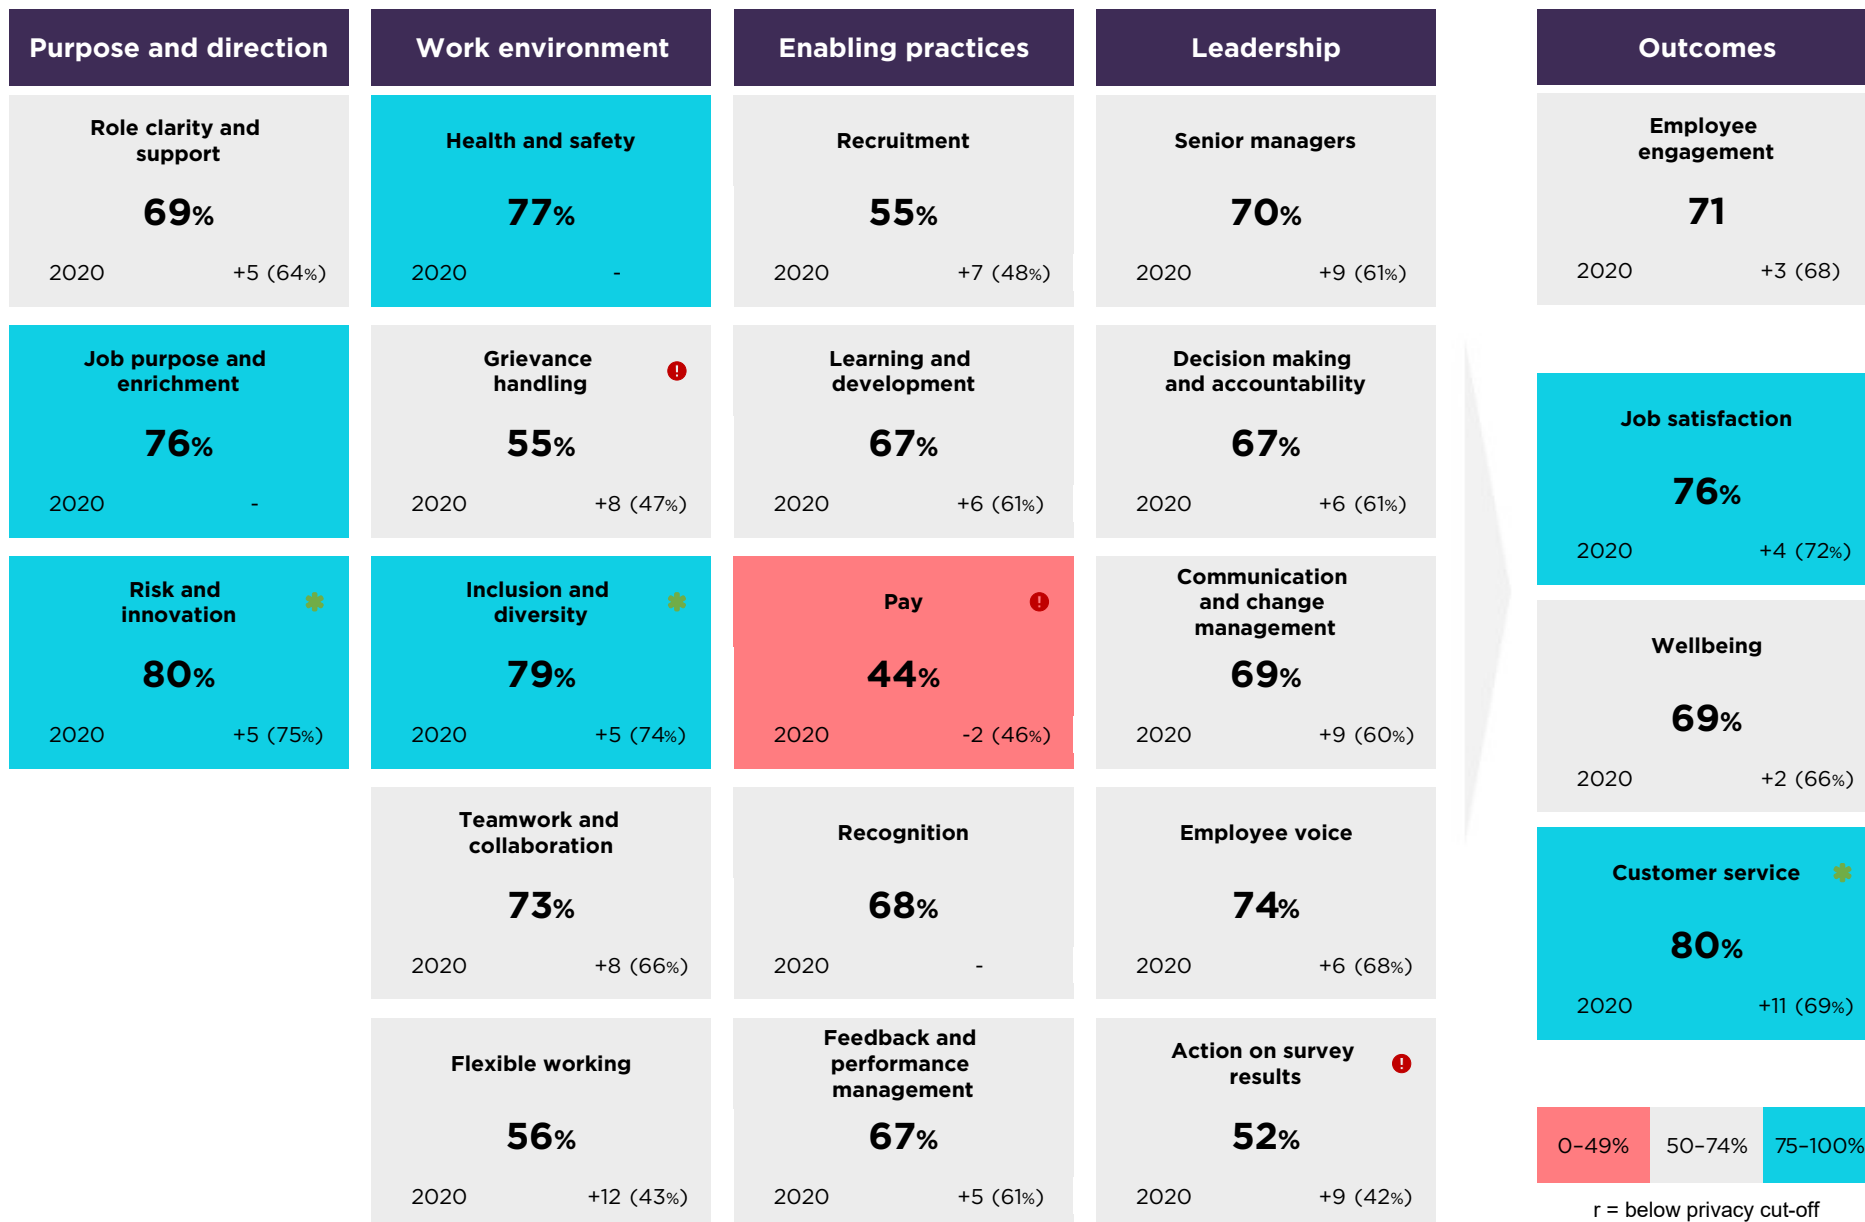 Purpose and direction
Role clarity and
support
69%
2020 +5 (64%)
Job purpose and
enrichment
76%
2020 -
Risk and
innovation
80%
2020 +5 (75%)
Work environment
Health and safety
77%
2020 -
Grievance
handling
55%
2020 +8 (47%)
Inclusion and
diversity
79%
2020 +5 (74%)
Teamwork and
collaboration
73%
2020 +8 (66%)
Flexible working
56%
2020 +12 (43%)
Enabling practices
Recruitment
55%
2020 +7 (48%)
Learning and
development
67%
2020 +6 (61%)
Pay
44%
2020 -2 (46%)
Recognition
68%
2020 -
Feedback and
performance
management
67%
2020 +5 (61%)
Leadership
Senior managers
70%
2020 +9 (61%)
Decision making
and accountability
67%
2020 +6 (61%)
Communication
and change
management
69%
2020 +9 (60%)
Employee voice
74%
2020 +6 (68%)
Action on survey
results
52%
2020 +9 (42%)
Outcomes
Employee
engagement
71
2020 +3 (68)
Job satisfaction
76%
2020 +4 (72%)
Wellbeing
69%
2020 +2 (66%)
Customer service
80%
2020 +11 (69%)
0–49% 50–74% 75–100%
r = below privacy cut-off